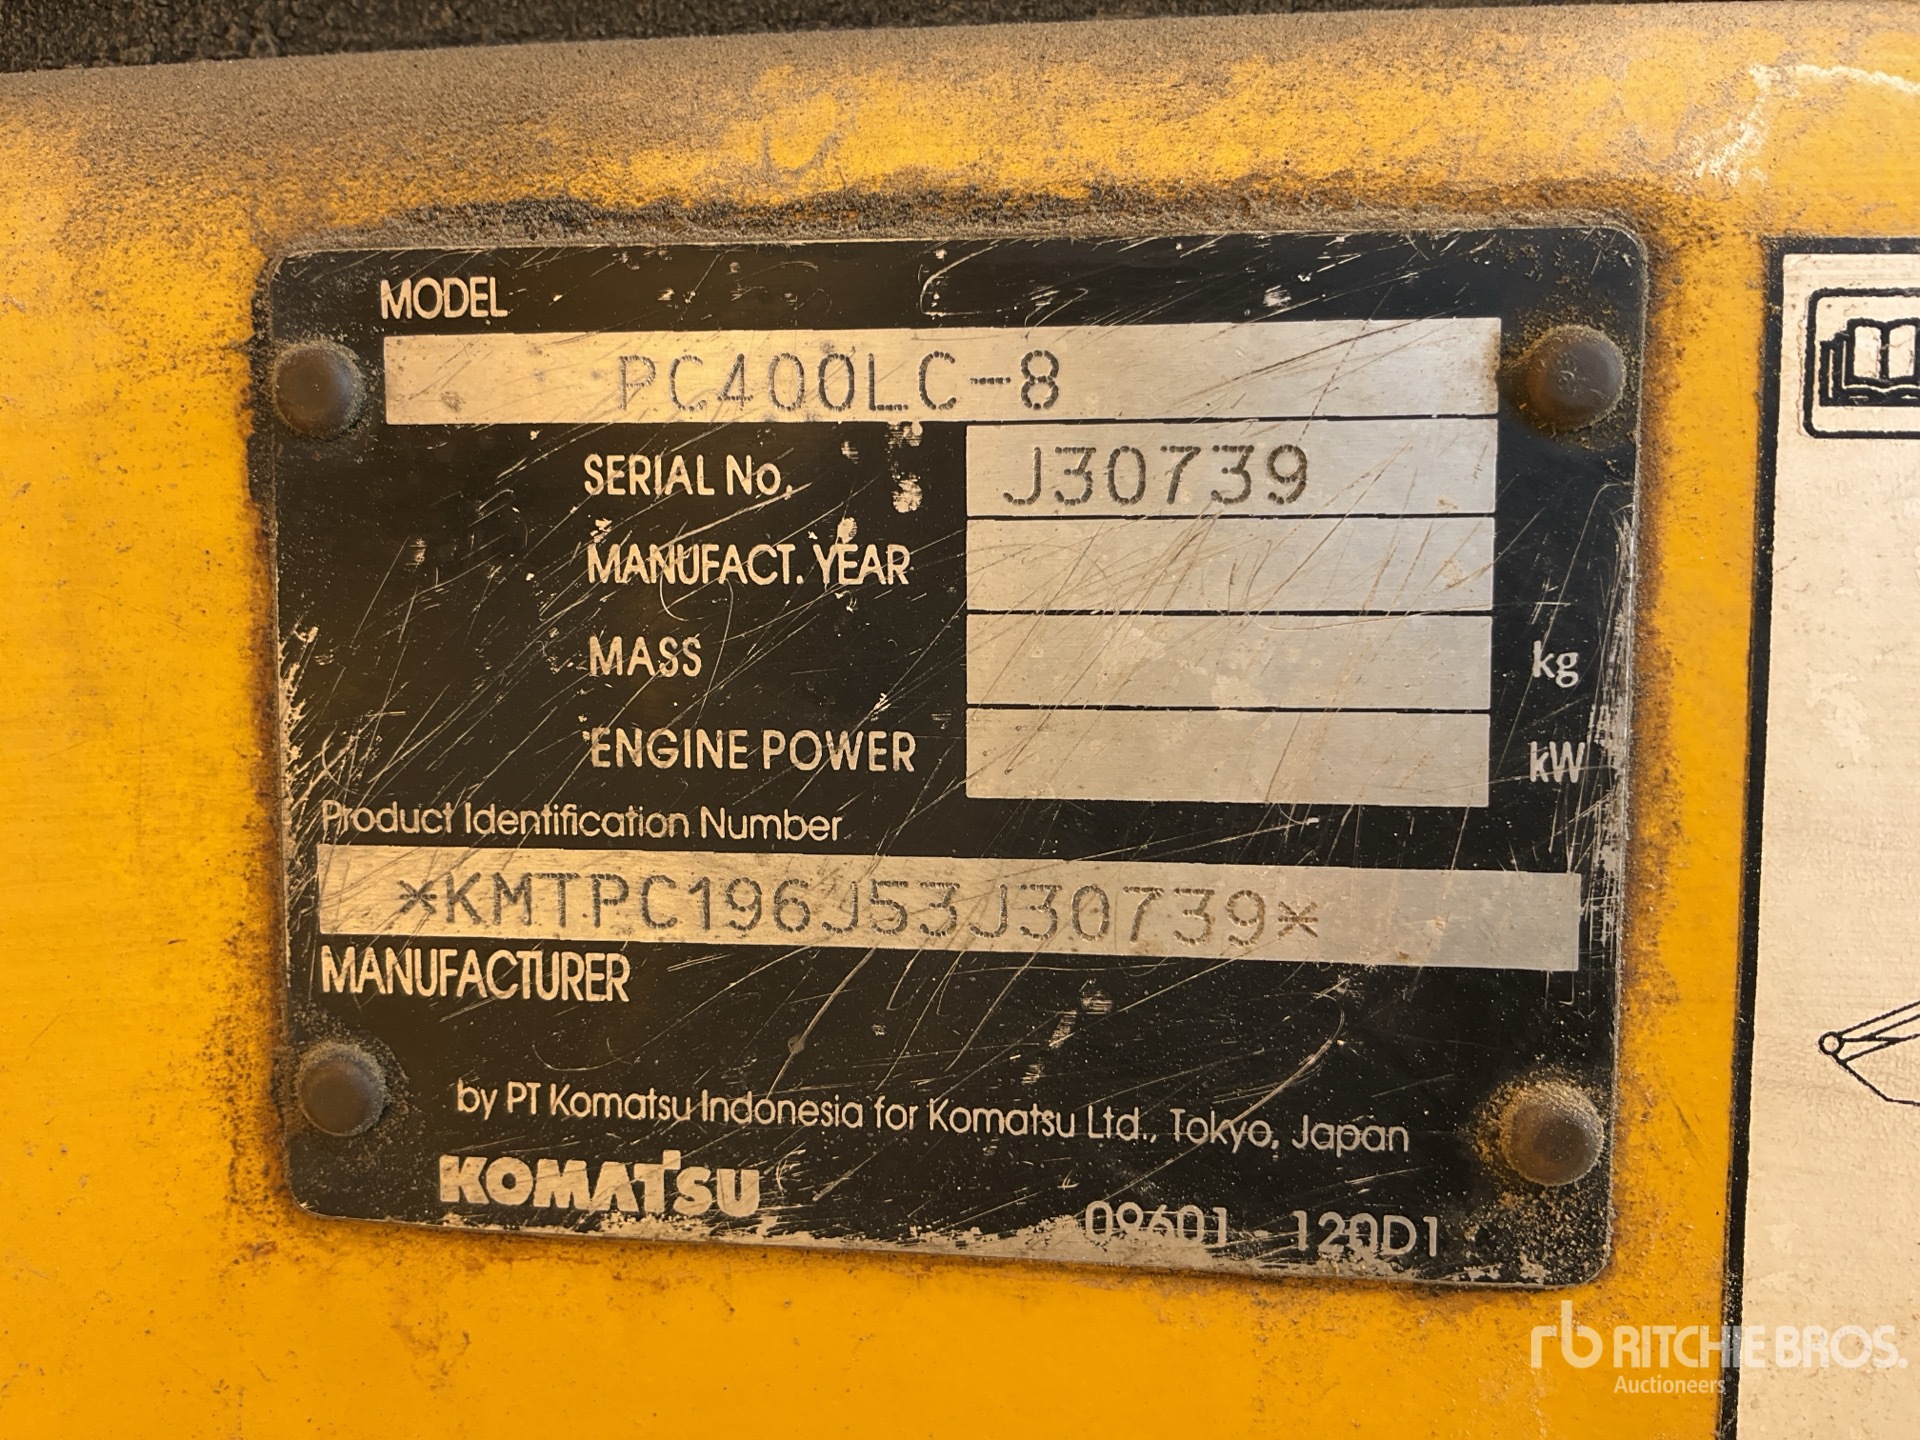 MODEL
PC400LC-8
SERIAL No. J30739
MANUFACT. YEAR
MASS kg
ENGINE POWER kW
Product Identification Number
*KMTPC196J53J30739*
MANUFACTURER
by PT Komatsu Indonesia for Komatsu Ltd., Tokyo, Japan
KOMATSU
09601 - 120D1
rb RITCHIE BROS.
Auctioneers